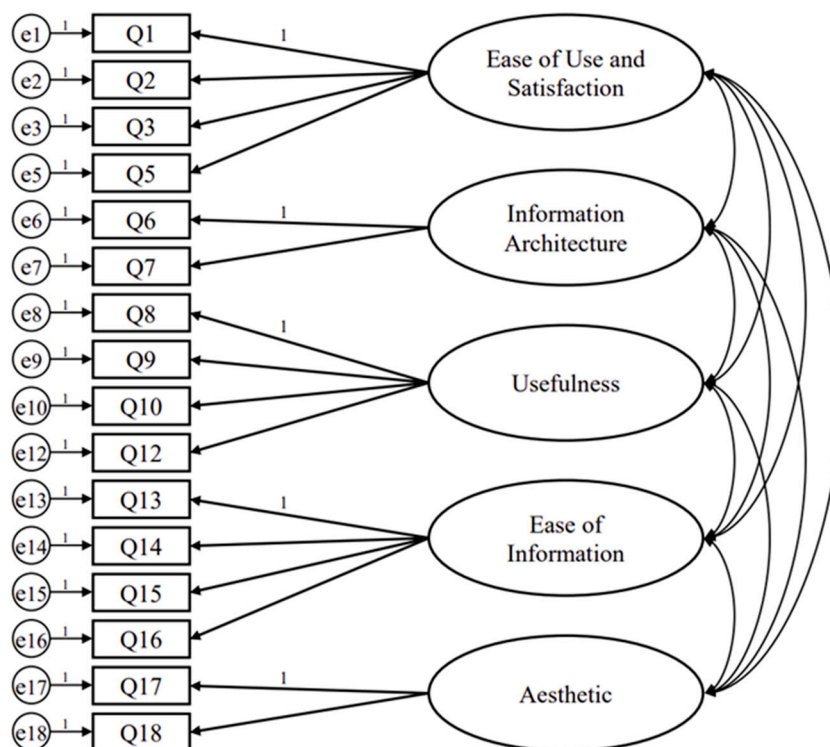 e1 1 Q1 1
e2 1 Q2
e3 1 Q3
e5 1 Q5
e6 1 Q6 1
e7 1 Q7
e8 1 Q8 1
e9 1 Q9
e10 1 Q10
e12 1 Q12
e13 1 Q13 1
e14 1 Q14
e15 1 Q15
e16 1 Q16
e17 1 Q17 1
e18 1 Q18
Ease of Use and
Satisfaction
Information
Architecture
Usefulness
Ease of
Information
Aesthetic